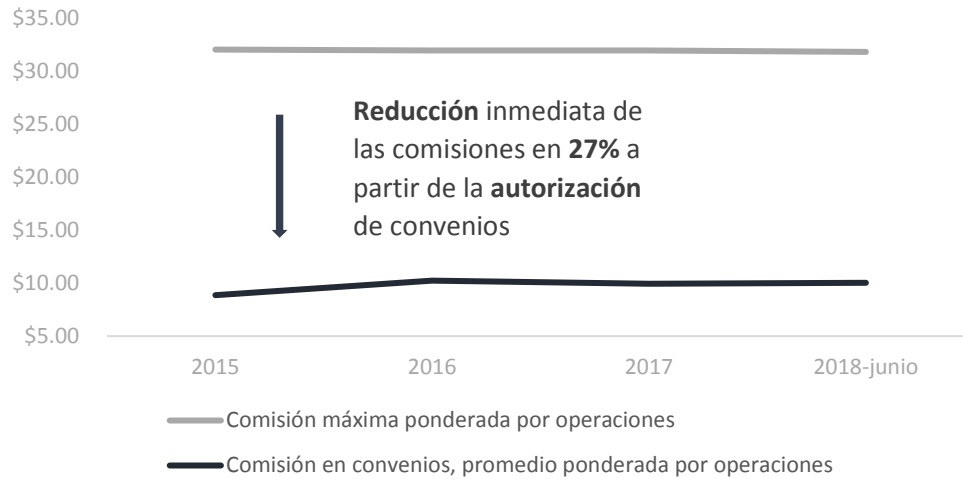 $35.00
$30.00
$25.00
$20.00
$15.00
$10.00
$5.00
Reducción inmediata de
las comisiones en 27% a
partir de la autorización
de convenios
2015
2016
2017
2018-junio
Comisión máxima ponderada por operaciones
Comisión en convenios, promedio ponderada por operaciones